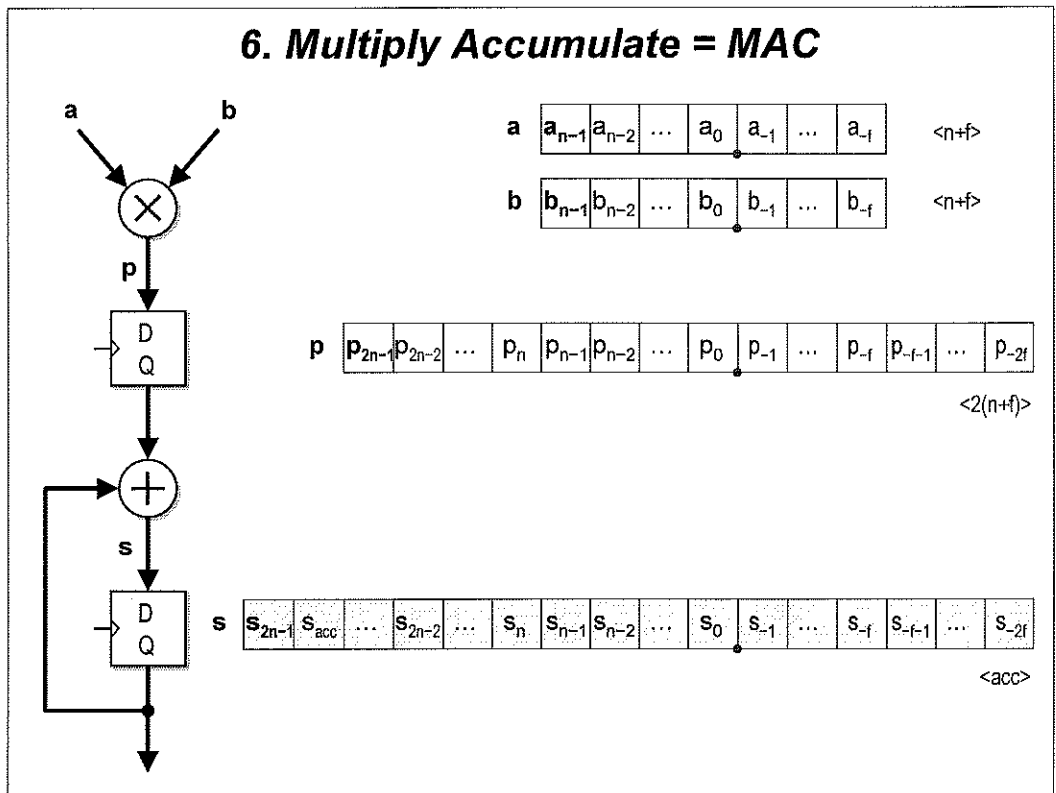 6. Multiply Accumulate = MAC
a b
a a_{n-1} a_{n-2} ... a_0 a_{-1} ... a_{-f} <n+f>
b b_{n-1} b_{n-2} ... b_0 b_{-1} ... b_{-f} <n+f>
p
D
Q
p p_{2n-1} p_{2n-2} ... p_n p_{n-1} p_{n-2} ... p_0 p_{-1} ... p_{-f} p_{-f-1} ... p_{-2f}
<2(n+f)>
s
D
Q
s s_{2n-1} s_{acc} ... s_{2n-2} ... s_n s_{n-1} s_{n-2} ... s_0 s_{-1} ... s_{-f} s_{-f-1} ... s_{-2f}
<acc>